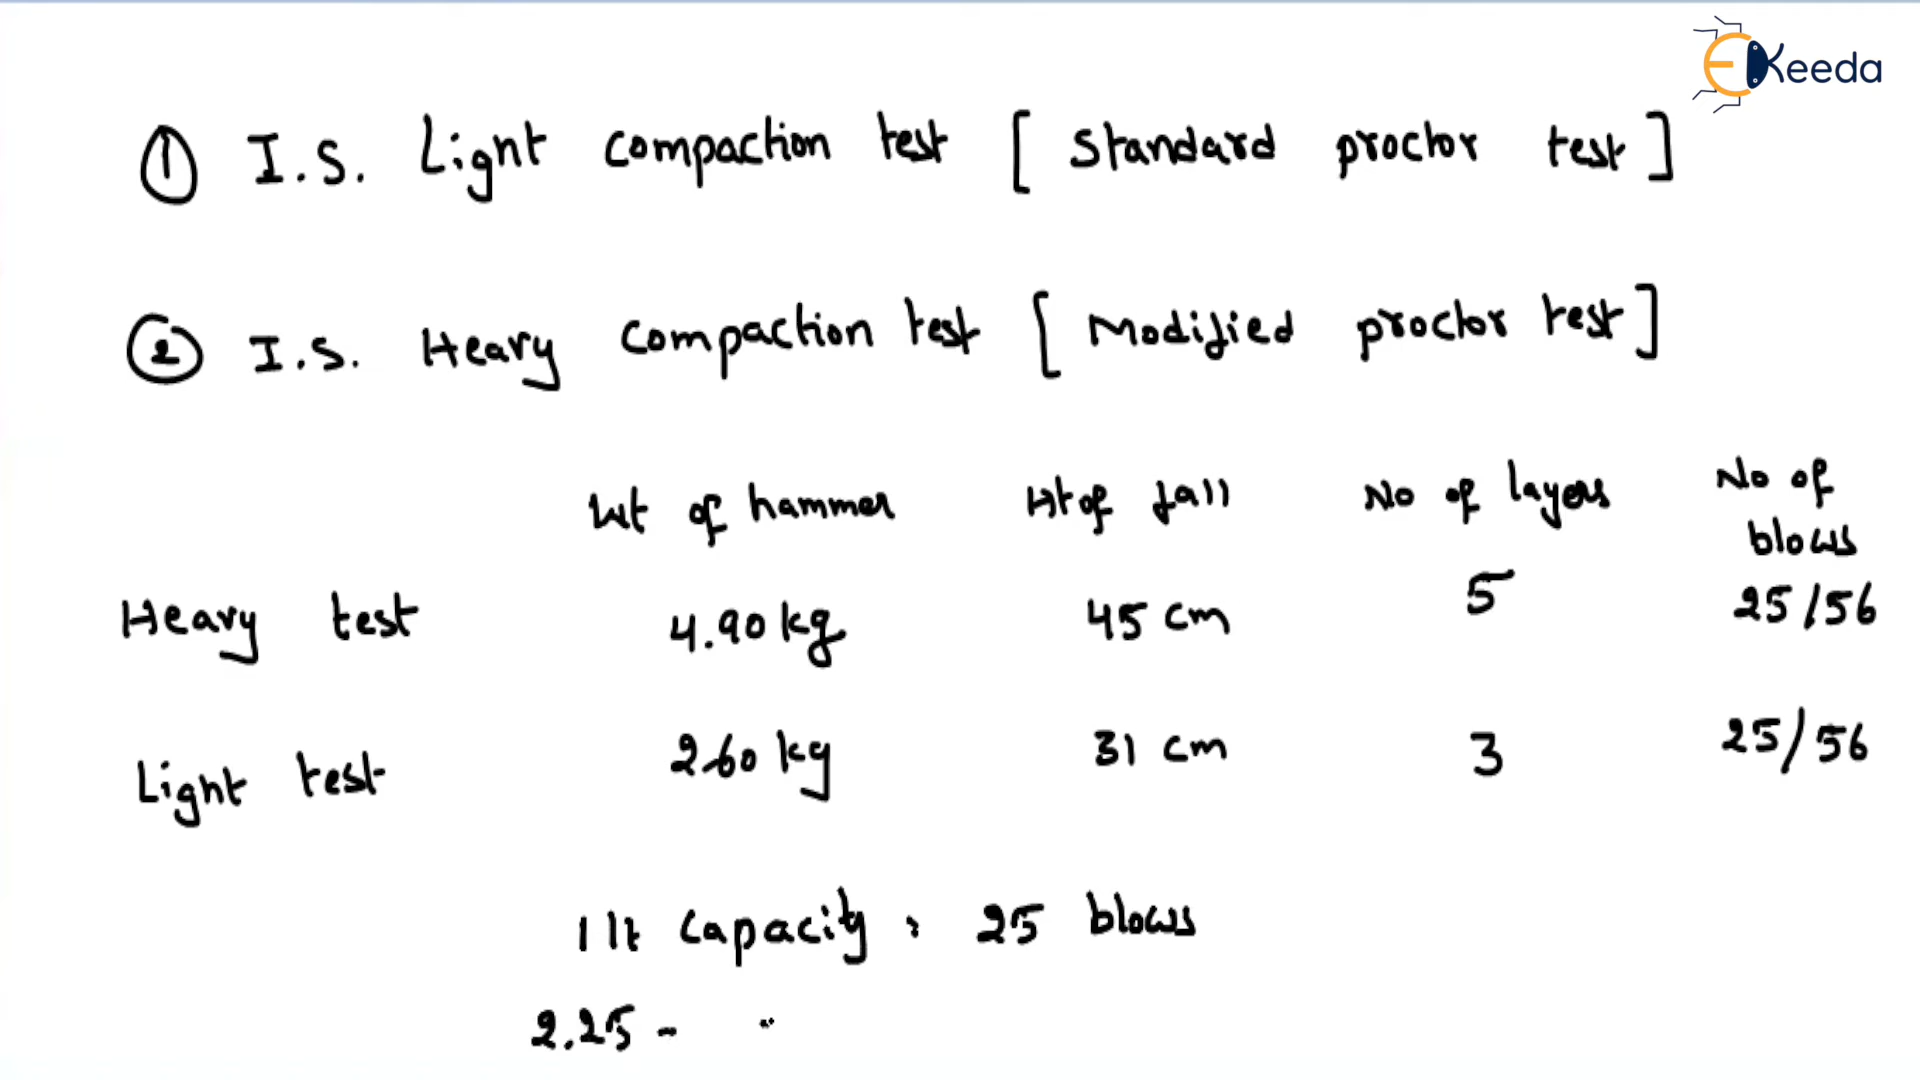 EKeeda
① I.S. Light compaction test [ Standard proctor test ]
② I.S. Heavy compaction test [ Modified proctor test ]
Wt of hammer Ht of fall No of layers No of blows
Heavy test 4.90 kg 45 cm 5 25/56
Light test 2.60 kg 31 cm 3 25/56
1 lt capacity : 25 blows
2.25 -